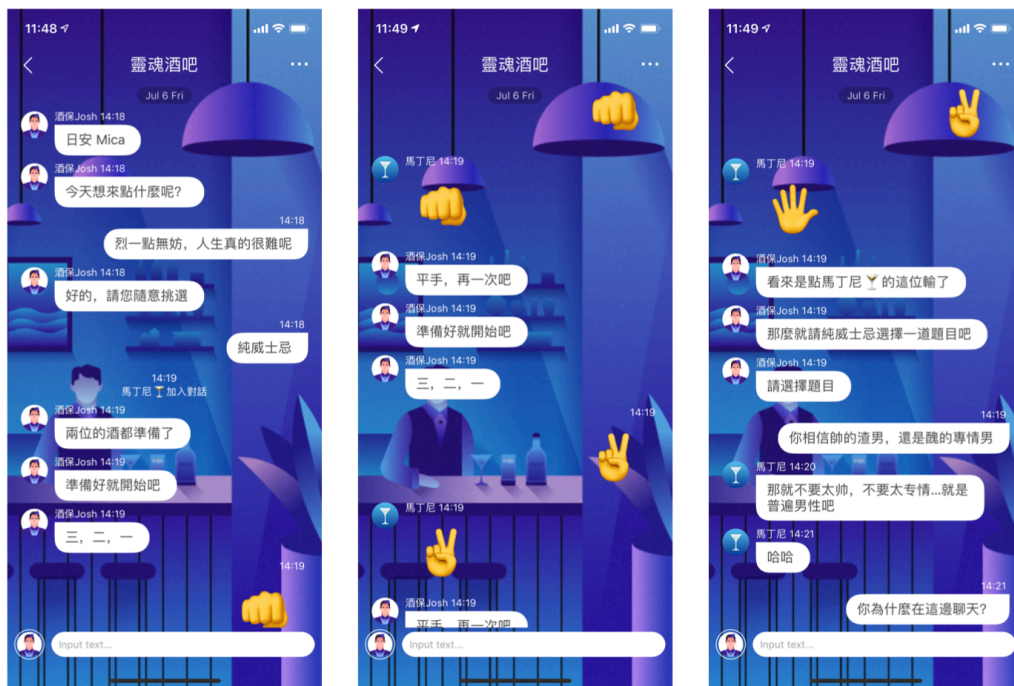 11:48
靈魂酒吧
Jul 6 Fri
酒保Josh 14:18
日安 Mica
酒保Josh 14:18
今天想來點什麼呢?
14:18
烈一點無妨，人生真的很難呢
酒保Josh 14:18
好的，請您隨意挑選
14:18
純威士忌
14:19
馬丁尼🍸加入對話
酒保Josh 14:19
兩位的酒都準備了
酒保Josh 14:19
準備好就開始吧
酒保Josh 14:19
三，二，一
14:19
Input text...
11:49
靈魂酒吧
Jul 6 Fri
馬丁尼 14:19
酒保Josh 14:19
平手，再一次吧
酒保Josh 14:19
準備好就開始吧
酒保Josh 14:19
三，二，一
14:19
馬丁尼 14:19
酒保Josh 14:19
平手，再一次吧
Input text...
11:49
靈魂酒吧
Jul 6 Fri
馬丁尼 14:19
酒保Josh 14:19
看來是點馬丁尼🍸的這位輸了
酒保Josh 14:19
那麼就請純威士忌選擇一道題目吧
酒保Josh 14:19
請選擇題目
14:19
你相信帥的渣男，還是醜的專情男
馬丁尼 14:20
那就不要太帅，不要太专情...就是
普遍男性吧
馬丁尼 14:21
哈哈
14:21
你為什麼在這邊聊天?
Input text...